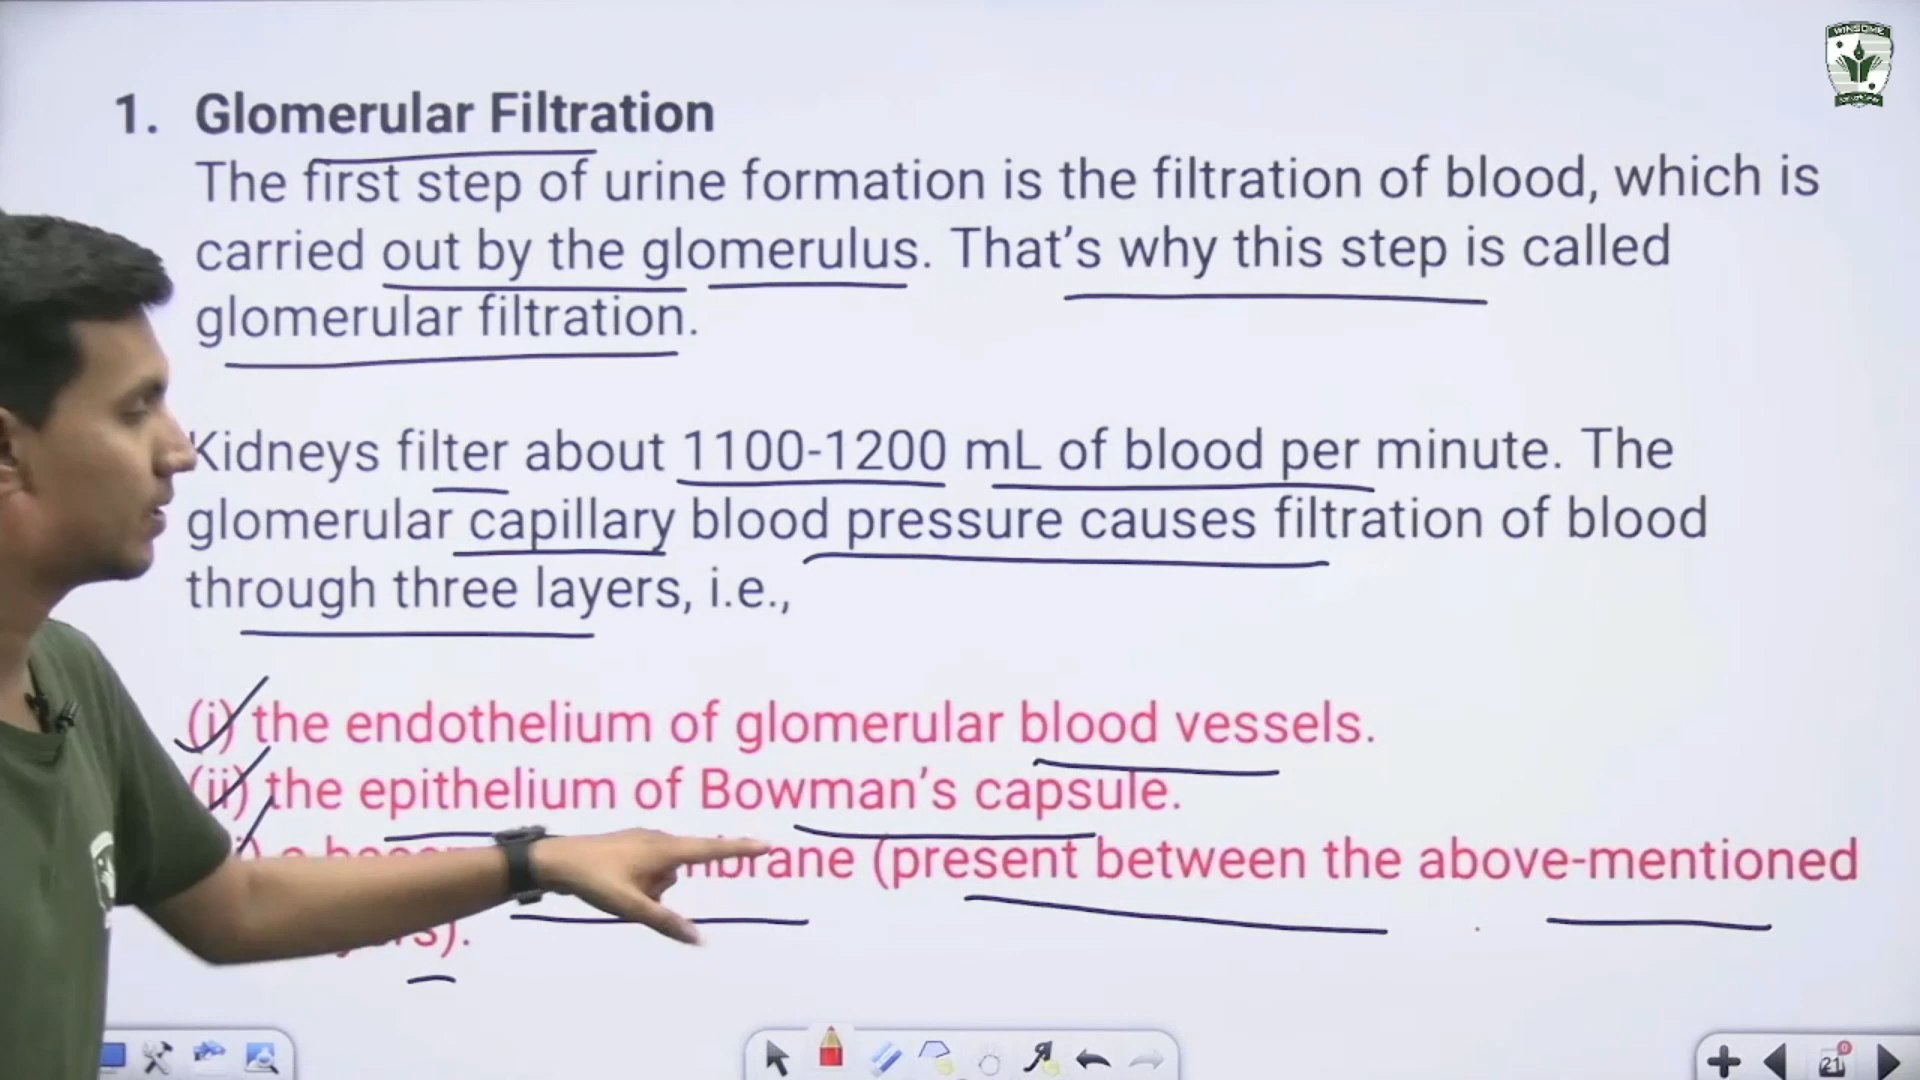 WINSOME
1. Glomerular Filtration
The first step of urine formation is the filtration of blood, which is
carried out by the glomerulus. That's why this step is called
glomerular filtration.
Kidneys filter about 1100-1200 mL of blood per minute. The
glomerular capillary blood pressure causes filtration of blood
through three layers, i.e.,
(i) the endothelium of glomerular blood vessels.
(ii) the epithelium of Bowman's capsule.
(present between the above-mentioned
21